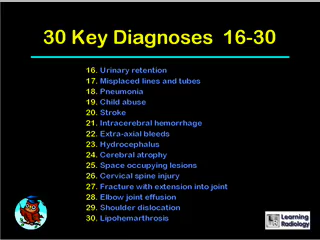 30 Key Diagnoses 16-30
16. Urinary retention
17. Misplaced lines and tubes
18. Pneumonia
19. Child abuse
20. Stroke
21. Intracerebral hemorrhage
22. Extra-axial bleeds
23. Hydrocephalus
24. Cerebral atrophy
25. Space occupying lesions
26. Cervical spine injury
27. Fracture with extension into joint
28. Elbow joint effusion
29. Shoulder dislocation
30. Lipohemarthrosis
Learning
Radiology